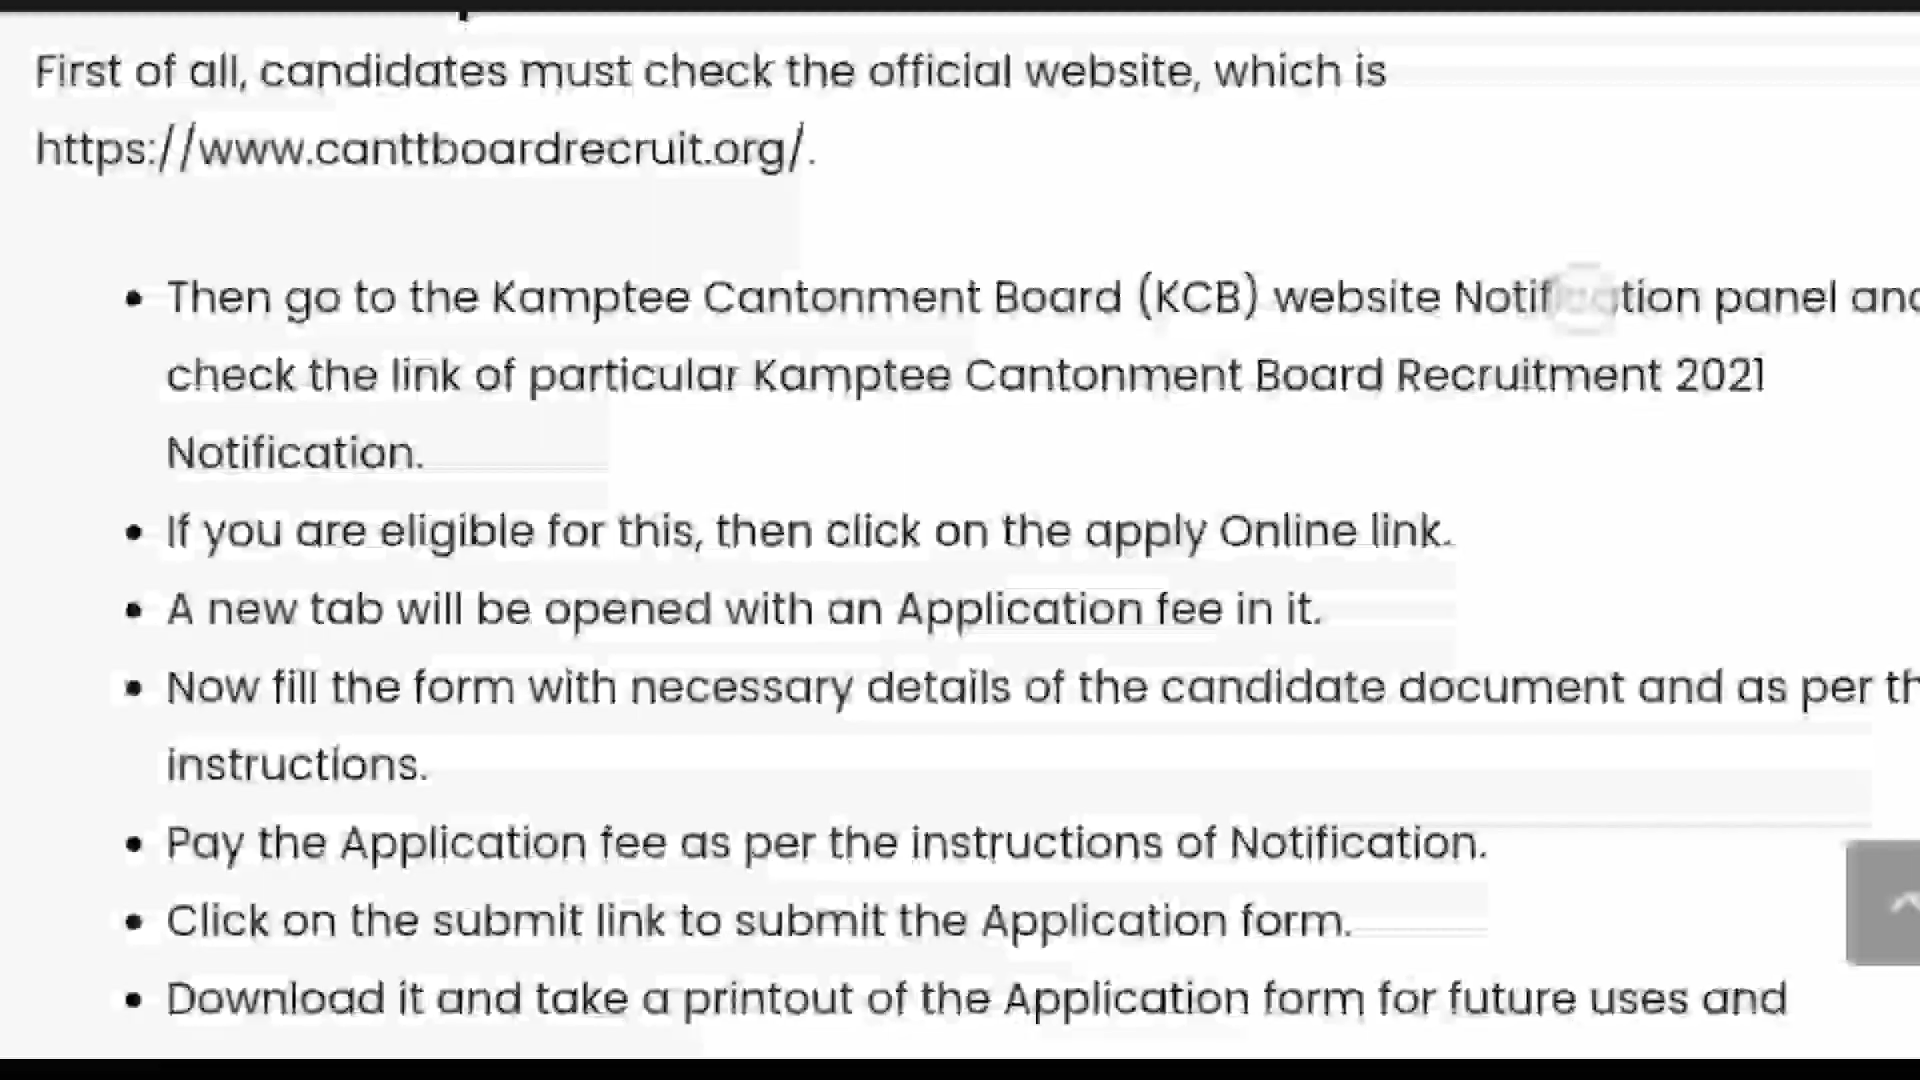 First of all, candidates must check the official website, which is
https://www.canttboardrecruit.org/.
Then go to the Kamptee Cantonment Board (KCB) website Notification panel and
check the link of particular Kamptee Cantonment Board Recruitment 2021
Notification.
If you are eligible for this, then click on the apply Online link.
A new tab will be opened with an Application fee in it.
Now fill the form with necessary details of the candidate document and as per th
instructions.
Pay the Application fee as per the instructions of Notification.
Click on the submit link to submit the Application form.
Download it and take a printout of the Application form for future uses and